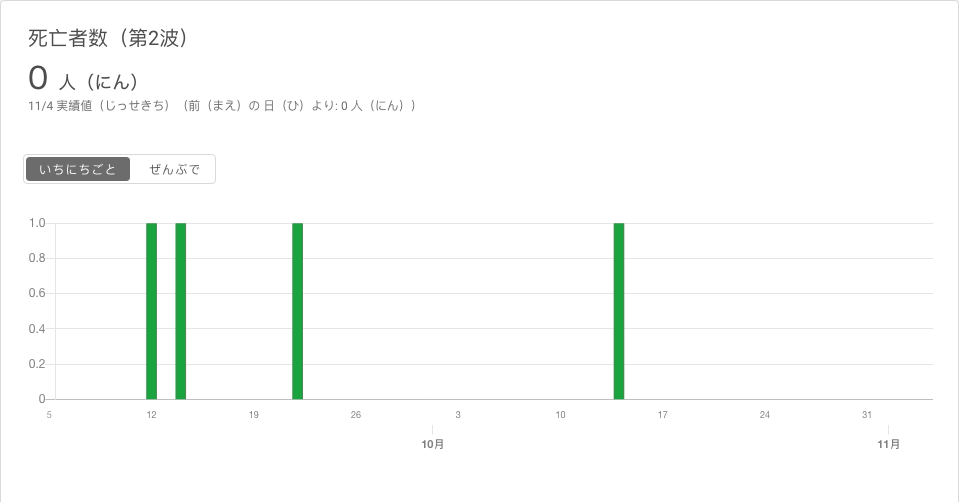 死亡者数（第2波）
0 人（にん）
11/4 実績値（じっせきち）（前（まえ）の 日（ひ）より: 0 人（にん））
いちにちごと ぜんぶで
1.0
0.8
0.6
0.4
0.2
0
5 12 19 26 3 10 17 24 31
10月 11月